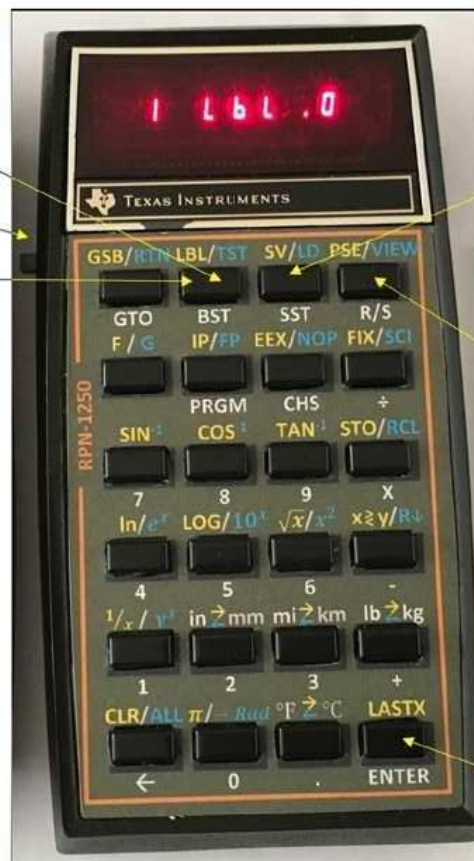 1 LbL .0
TEXAS INSTRUMENTS
GSB/RTN LBL/TST SV/LD PSE/VIEW
GTO BST SST R/S
F / G IP/FP EEX/NOP FIX/SCI
PRGM CHS ÷
RPN-1250
SIN⁻¹ COS⁻¹ TAN⁻¹ STO/RCL
7 8 9 X
ln/eˣ LOG/10ˣ √x/x² x≷y/R↓
4 5 6 -
1/x / yˣ in⇄mm mi⇄km lb⇄kg
1 2 3 +
CLR/ALL π/→Rad °F⇄°C LASTX
← 0 . ENTER